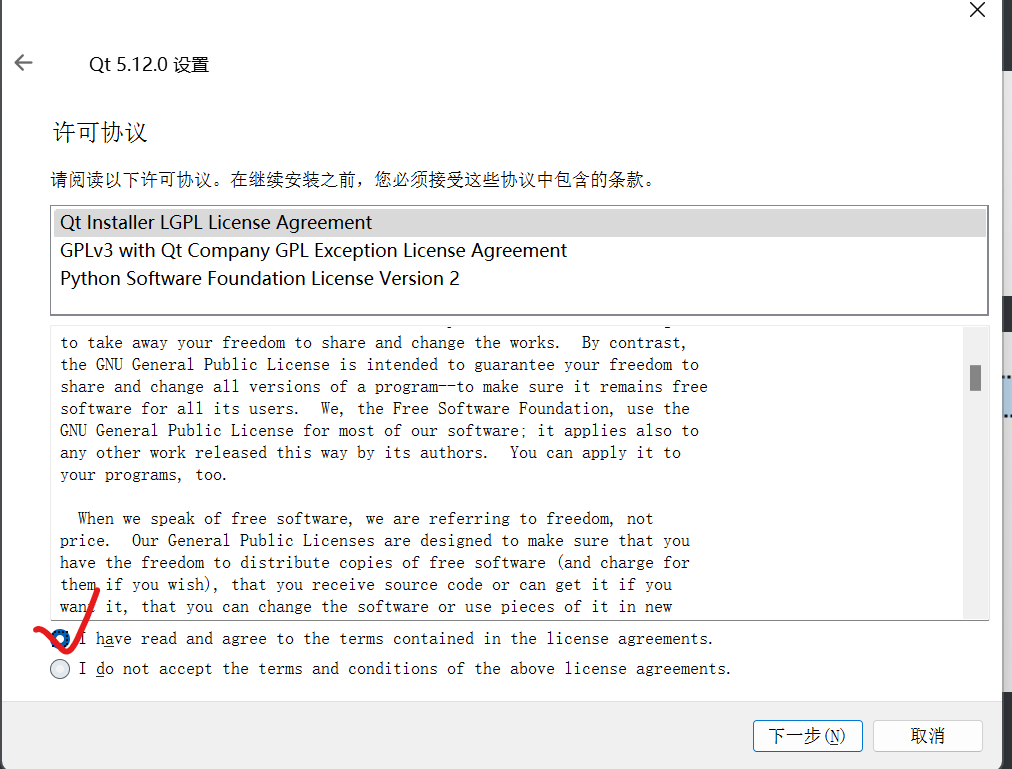 Qt 5.12.0 设置
许可协议
请阅读以下许可协议。在继续安装之前，您必须接受这些协议中包含的条款。
Qt Installer LGPL License Agreement
GPLv3 with Qt Company GPL Exception License Agreement
Python Software Foundation License Version 2
to take away your freedom to share and change the works.  By contrast,
the GNU General Public License is intended to guarantee your freedom to
share and change all versions of a program--to make sure it remains free
software for all its users.  We, the Free Software Foundation, use the
GNU General Public License for most of our software; it applies also to
any other work released this way by its authors.  You can apply it to
your programs, too.
When we speak of free software, we are referring to freedom, not
price.  Our General Public Licenses are designed to make sure that you
have the freedom to distribute copies of free software (and charge for
them if you wish), that you receive source code or can get it if you
want it, that you can change the software or use pieces of it in new
I have read and agree to the terms contained in the license agreements.
I do not accept the terms and conditions of the above license agreements.
下一步(N)
取消